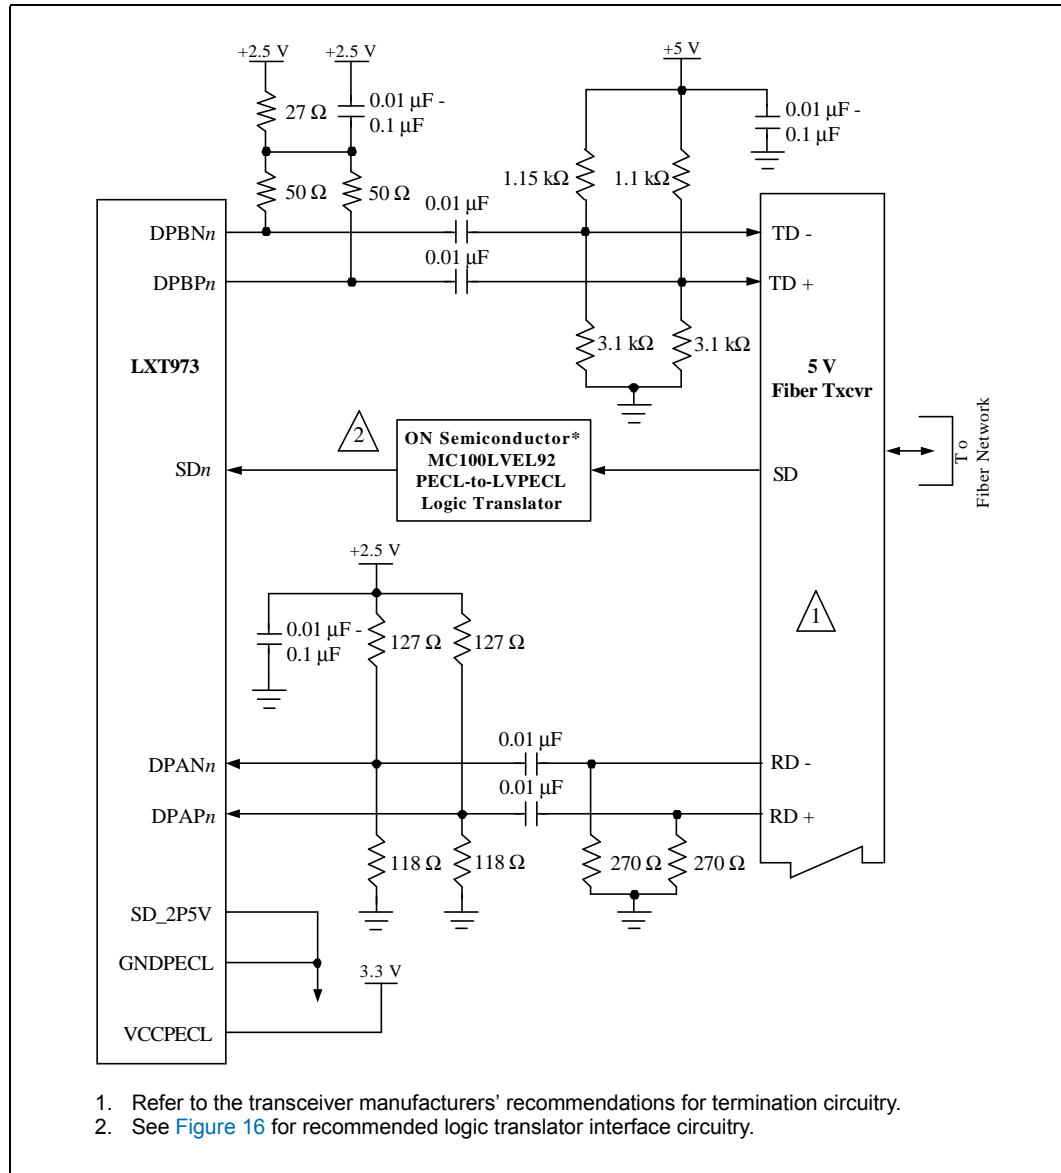 +2.5 V
+2.5 V
+5 V
27 Ω
0.01 µF -
0.1 µF
0.01 µF -
0.1 µF
50 Ω
50 Ω
1.15 kΩ
1.1 kΩ
0.01 µF
DPBNn
TD -
0.01 µF
DPBPn
TD +
3.1 kΩ
3.1 kΩ
LXT973
5 V
Fiber Txcvr
2
ON Semiconductor*
MC100LVEL92
PECL-to-LVPECL
Logic Translator
SDn
SD
To
Fiber Network
+2.5 V
0.01 µF -
0.1 µF
127 Ω
127 Ω
1
0.01 µF
DPANn
RD -
0.01 µF
DPAPn
RD +
118 Ω
118 Ω
270 Ω
270 Ω
SD_2P5V
GNDPECL
3.3 V
VCCPECL
1. Refer to the transceiver manufacturers’ recommendations for termination circuitry.
2. See Figure 16 for recommended logic translator interface circuitry.